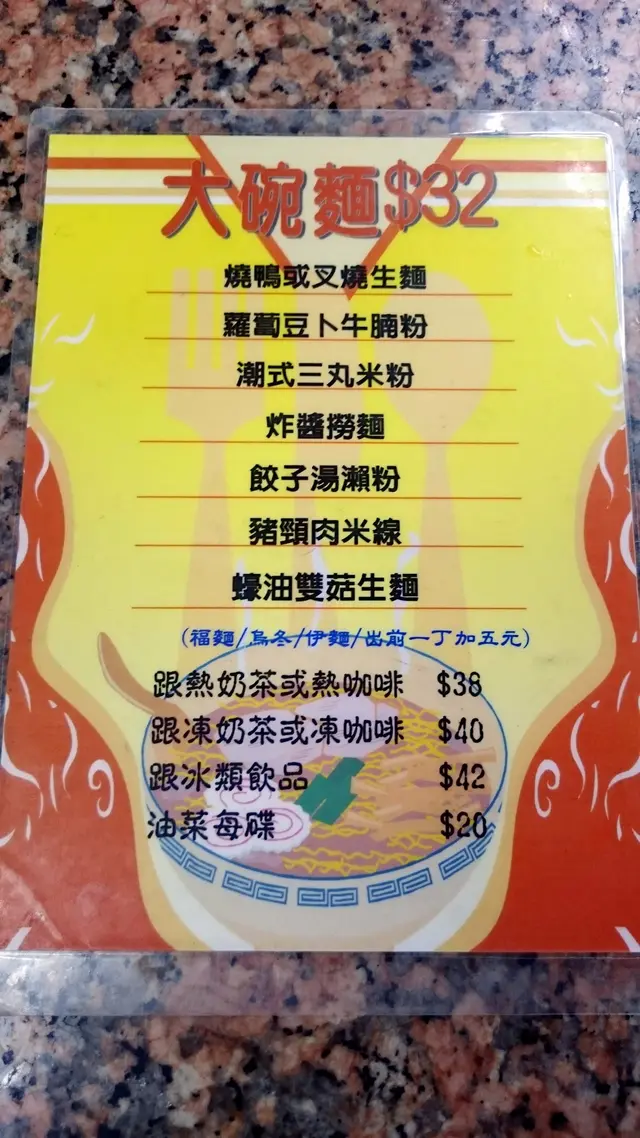 大碗麵$32
燒鴨或叉燒生麵
蘿蔔豆卜牛腩粉
潮式三丸米粉
炸醬撈麵
餃子湯瀨粉
豬頸肉米線
蠔油雙菇生麵
(福麵/烏冬/伊麵/出前一丁加五元)
跟熱奶茶或熱咖啡 $38
跟凍奶茶或凍咖啡 $40
跟冰類飲品 $42
油菜每碟 $20